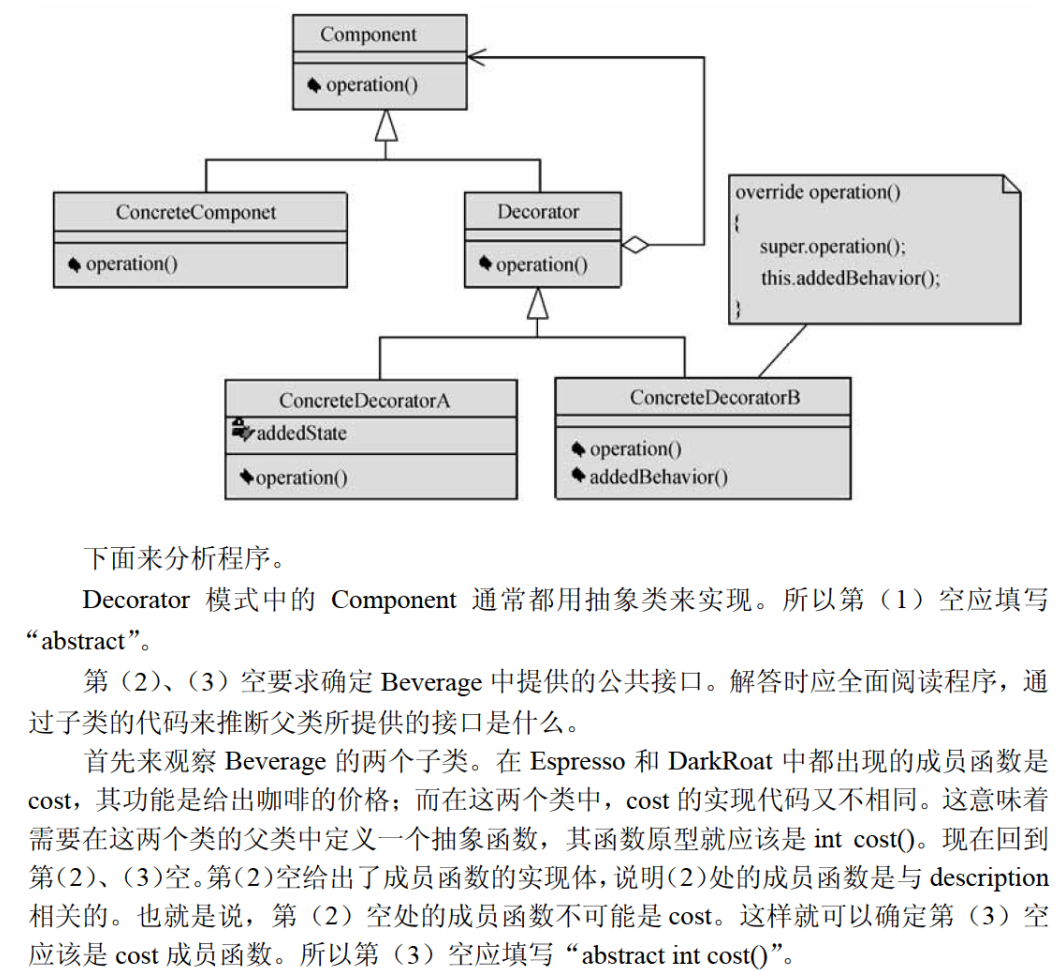 Component
operation()
ConcreteComponet
operation()
Decorator
operation()
override operation()
{
super.operation();
this.addedBehavior();
}
ConcreteDecoratorA
addedState
operation()
ConcreteDecoratorB
operation()
addedBehavior()
下面来分析程序。
Decorator 模式中的 Component 通常都用抽象类来实现。所以第（1）空应填写
“abstract”。
第（2）、（3）空要求确定 Beverage 中提供的公共接口。解答时应全面阅读程序，通
过子类的代码来推断父类所提供的接口是什么。
首先来观察 Beverage 的两个子类。在 Espresso 和 DarkRoat 中都出现的成员函数是
cost，其功能是给出咖啡的价格；而在这两个类中，cost 的实现代码又不相同。这意味着
需要在这两个类的父类中定义一个抽象函数，其函数原型就应该是 int cost()。现在回到
第（2）、（3）空。第（2）空给出了成员函数的实现体，说明（2）处的成员函数是与 description
相关的。也就是说，第（2）空处的成员函数不可能是 cost。这样就可以确定第（3）空
应该是 cost 成员函数。所以第（3）空应填写“abstract int cost()”。